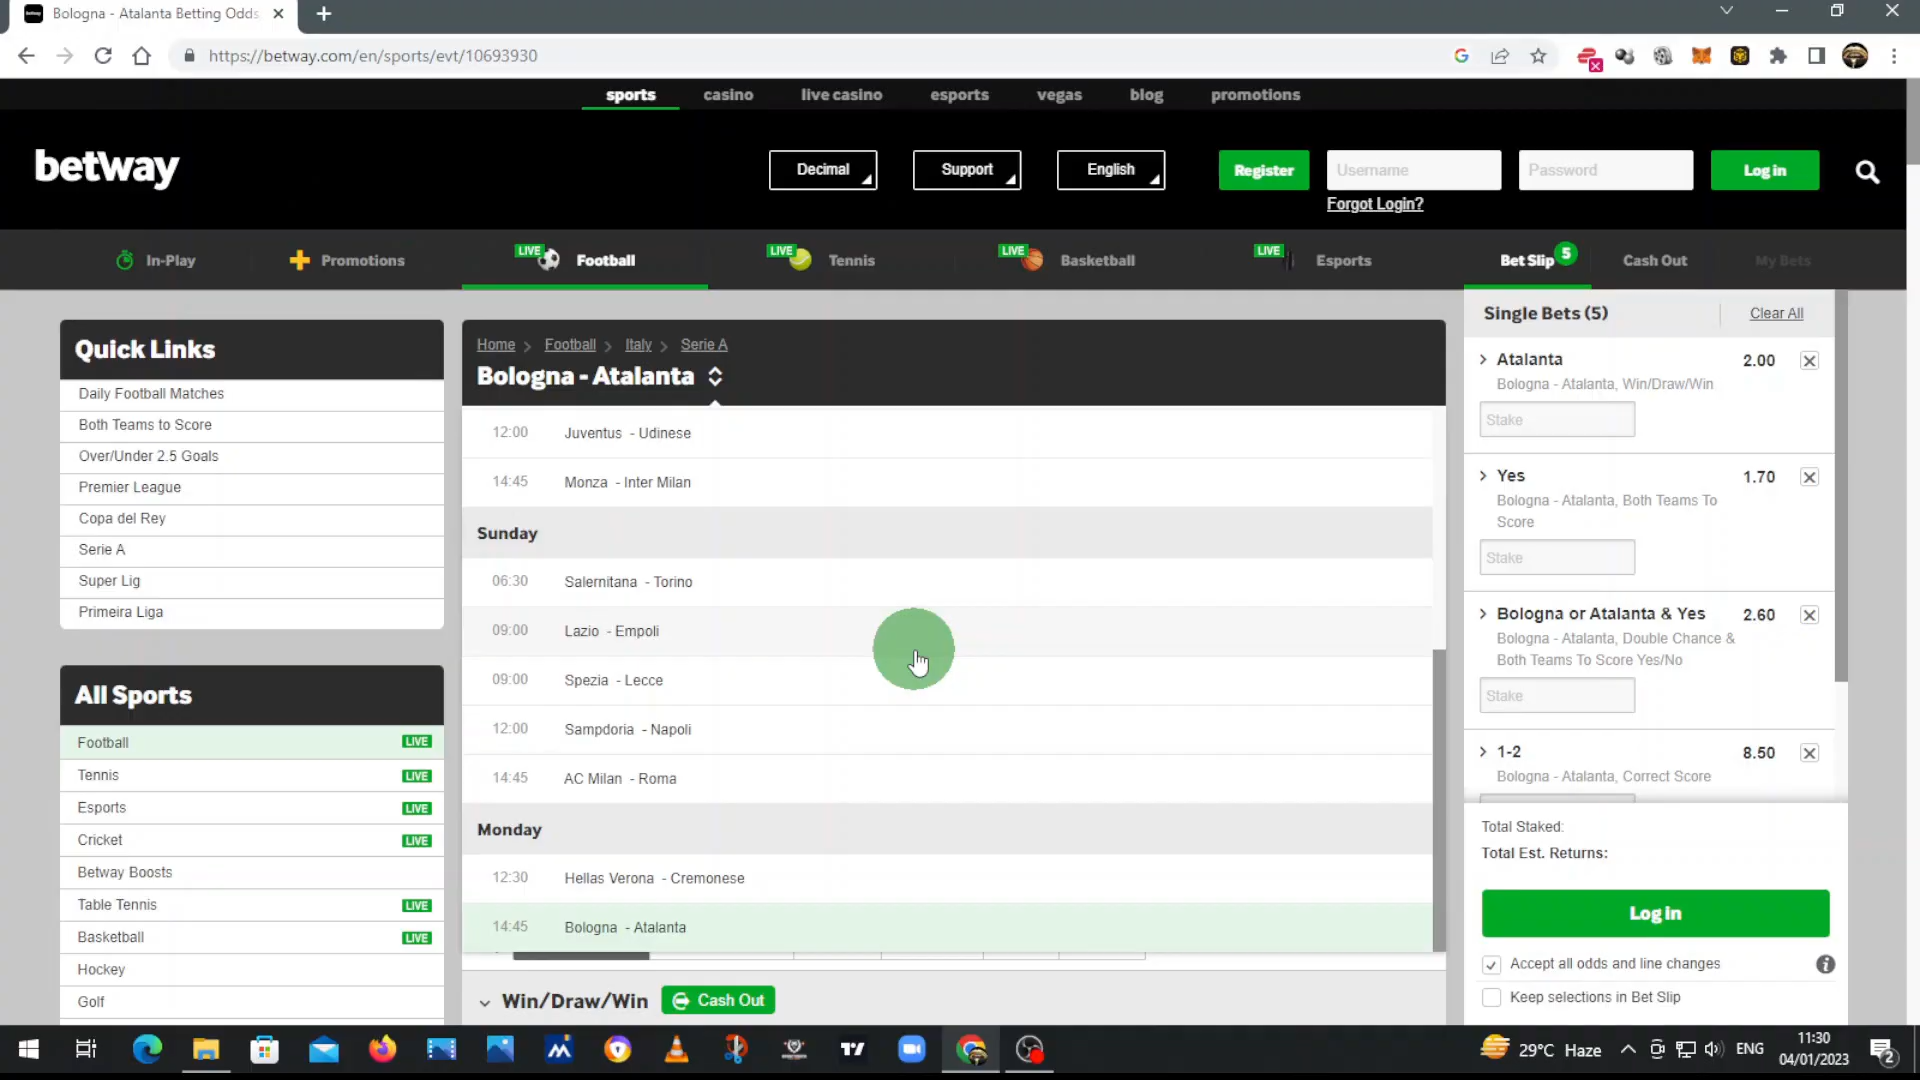 Bologna - Atalanta Betting Odds
https://betway.com/en/sports/evt/10693930
sports casino live casino esports vegas blog promotions
betway
Decimal Support English Register Username Password Log in
Forgot Login?
In-Play Promotions LIVE Football LIVE Tennis LIVE Basketball LIVE Esports Bet Slip 5 Cash Out My Bets
Quick Links
Daily Football Matches
Both Teams to Score
Over/Under 2.5 Goals
Premier League
Copa del Rey
Serie A
Super Lig
Primeira Liga
All Sports
Football LIVE
Tennis LIVE
Esports LIVE
Cricket LIVE
Betway Boosts
Table Tennis LIVE
Basketball LIVE
Hockey
Golf
Home > Football > Italy > Serie A
Bologna - Atalanta
12:00 Juventus - Udinese
14:45 Monza - Inter Milan
Sunday
06:30 Salernitana - Torino
09:00 Lazio - Empoli
09:00 Spezia - Lecce
12:00 Sampdoria - Napoli
14:45 AC Milan - Roma
Monday
12:30 Hellas Verona - Cremonese
14:45 Bologna - Atalanta
Win/Draw/Win Cash Out
Single Bets (5) Clear All
Atalanta 2.00
Bologna - Atalanta, Win/Draw/Win
Stake
Yes 1.70
Bologna - Atalanta, Both Teams To
Score
Stake
Bologna or Atalanta & Yes 2.60
Bologna - Atalanta, Double Chance &
Both Teams To Score Yes/No
Stake
1-2 8.50
Bologna - Atalanta, Correct Score
Total Staked:
Total Est. Returns:
Log in
Accept all odds and line changes
Keep selections in Bet Slip
29°C Haze ENG 11:30
04/01/2023 2